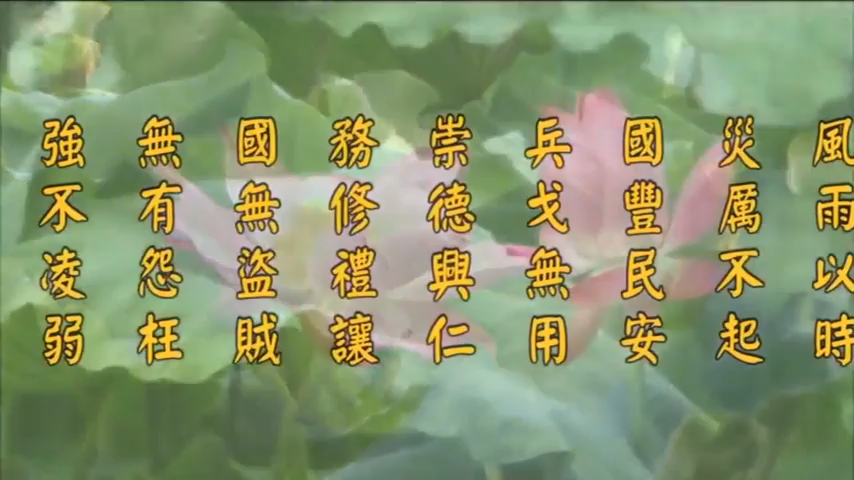 風雨以時
災厲不起
國豐民安
兵戈無用
崇德興仁
務修禮讓
國無盜賊
無有怨枉
強不凌弱